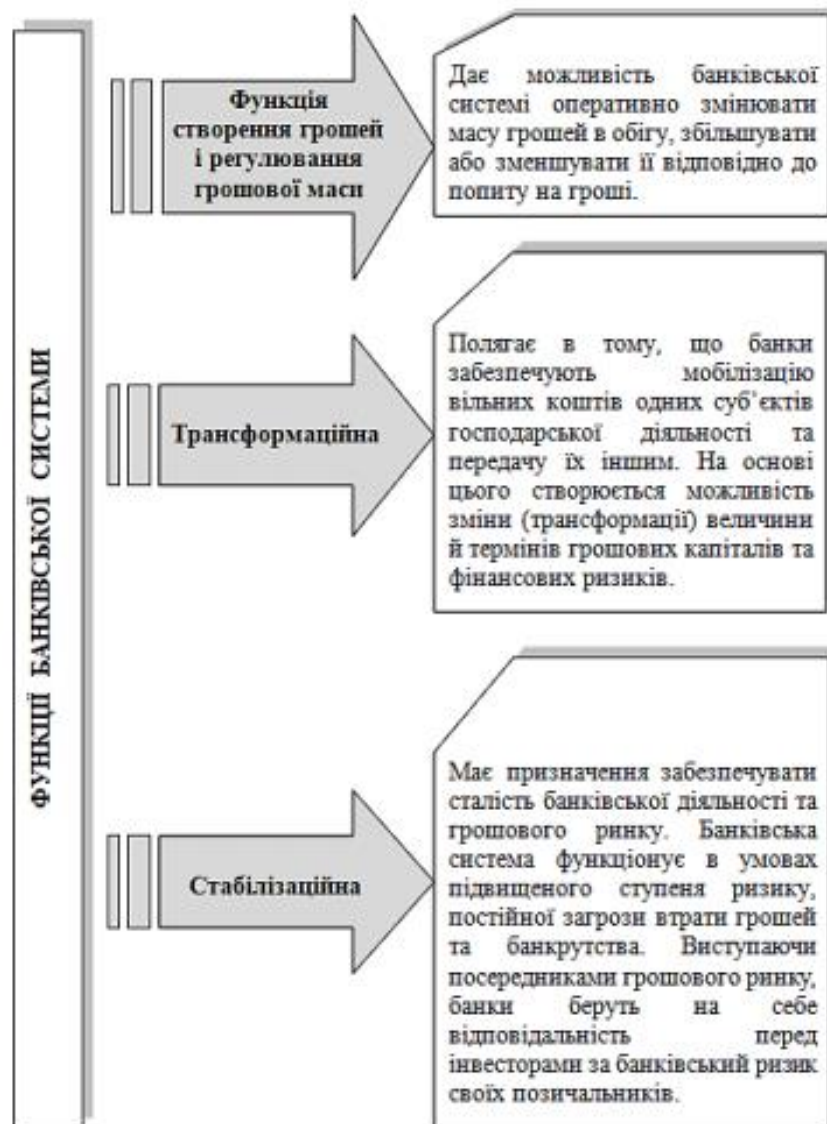 ФУНКЦІЇ БАНКІВСЬКОЇ СИСТЕМИ
Функція
створення грошей
і регулювання
грошової маси
Дає можливість банківської
системі оперативно змінювати
масу грошей в обігу, збільшувати
або зменшувати її відповідно до
попиту на гроші.
Трансформаційна
Полягає в тому, що банки
забезпечують мобілізацію
вільних коштів одних суб’єктів
господарської діяльності та
передачу їх іншим. На основі
цього створюється можливість
зміни (трансформації) величини
й термінів грошових капіталів та
фінансових ризиків.
Стабілізаційна
Має призначення забезпечувати
сталість банківської діяльності та
грошового ринку. Банківська
система функціонує в умовах
підвищеного ступеня ризику,
постійної загрози втрати грошей
та банкрутства. Виступаючи
посередниками грошового ринку,
банки беруть на себе
відповідальність перед
інвесторами за банківський ризик
своїх позичальників.